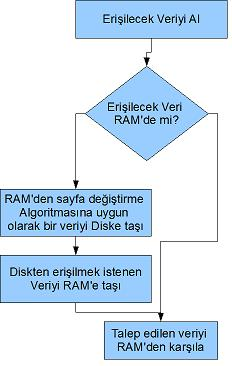 Erişilecek Veriyi Al
Erişilecek Veri
RAM'de mi?
RAM'den sayfa değiştirme
Algoritmasına uygun
olarak bir veriyi Diske taşı
Diskten erişilmek istenen
Veriyi RAM'e taşı
Talep edilen veriyi
RAM'den karşıla